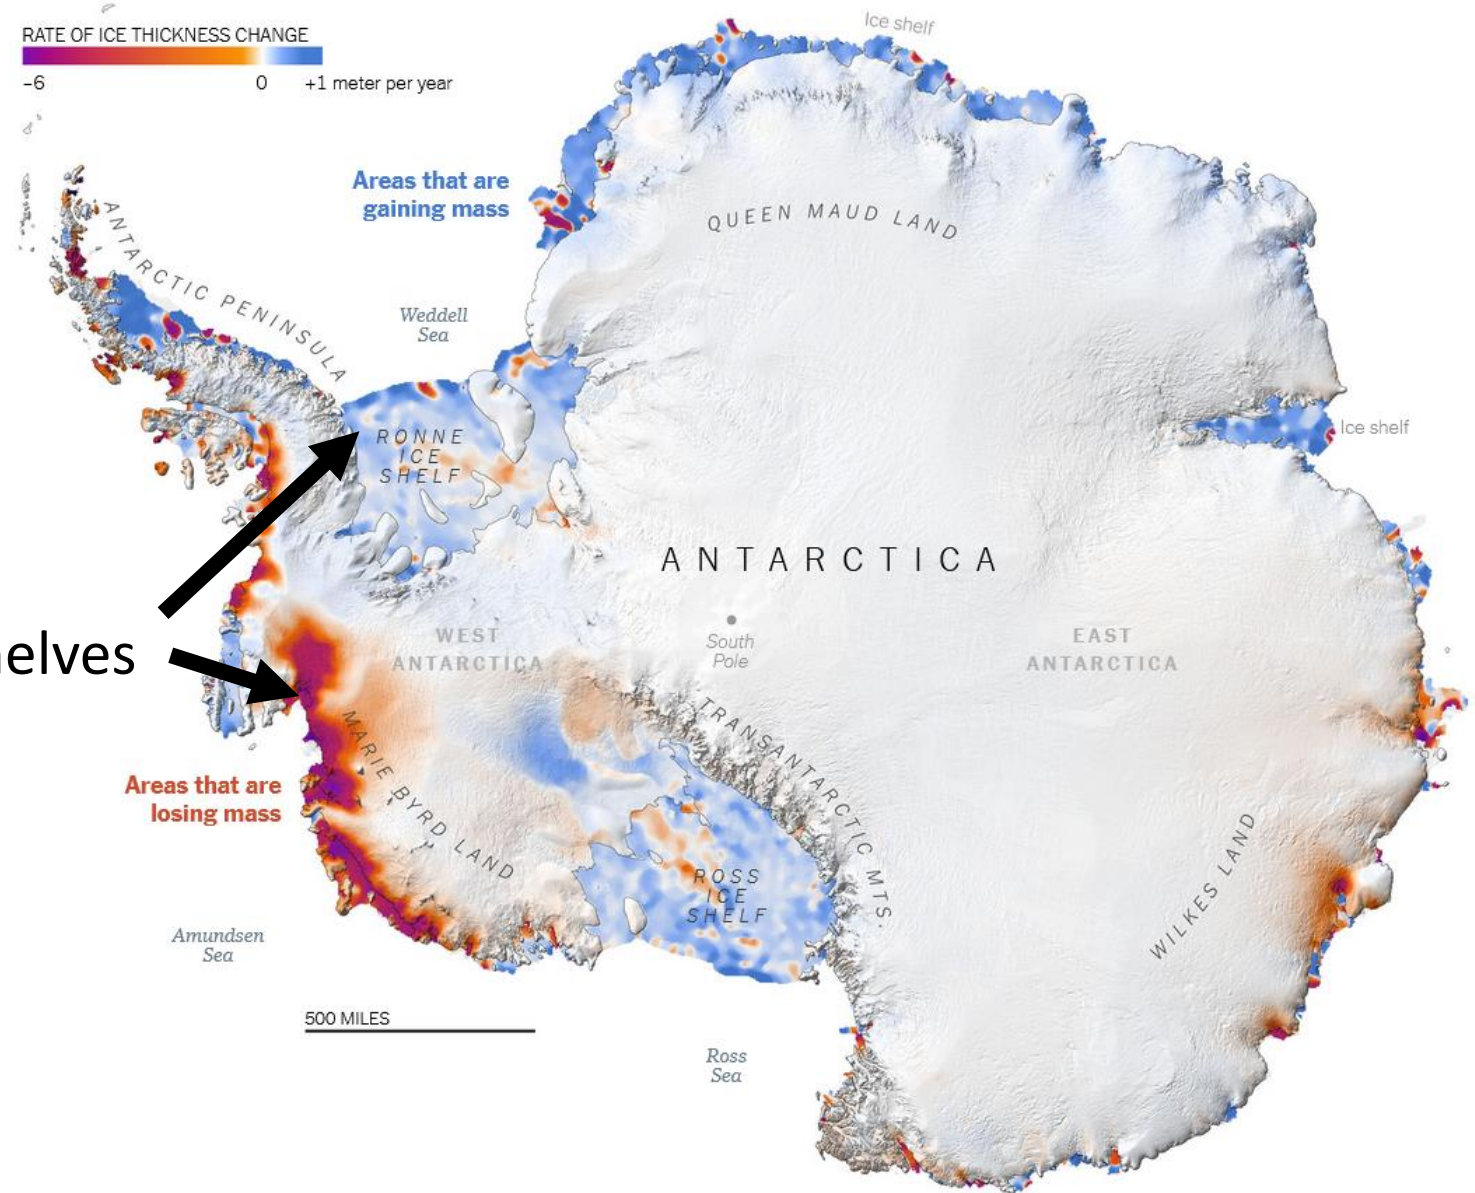 RATE OF ICE THICKNESS CHANGE
–6 0 +1 meter per year
Ice shelf
Areas that are
gaining mass
QUEEN MAUD LAND
ANTARCTIC PENINSULA
Weddell
Sea
RONNE
ICE
SHELF
Ice shelf
ANTARCTICA
South
Pole
WEST
ANTARCTICA
EAST
ANTARCTICA
elves
TRANSANTARCTIC MTS.
MARIE BYRD LAND
Areas that are
losing mass
WILKES LAND
ROSS
ICE
SHELF
Amundsen
Sea
500 MILES
Ross
Sea